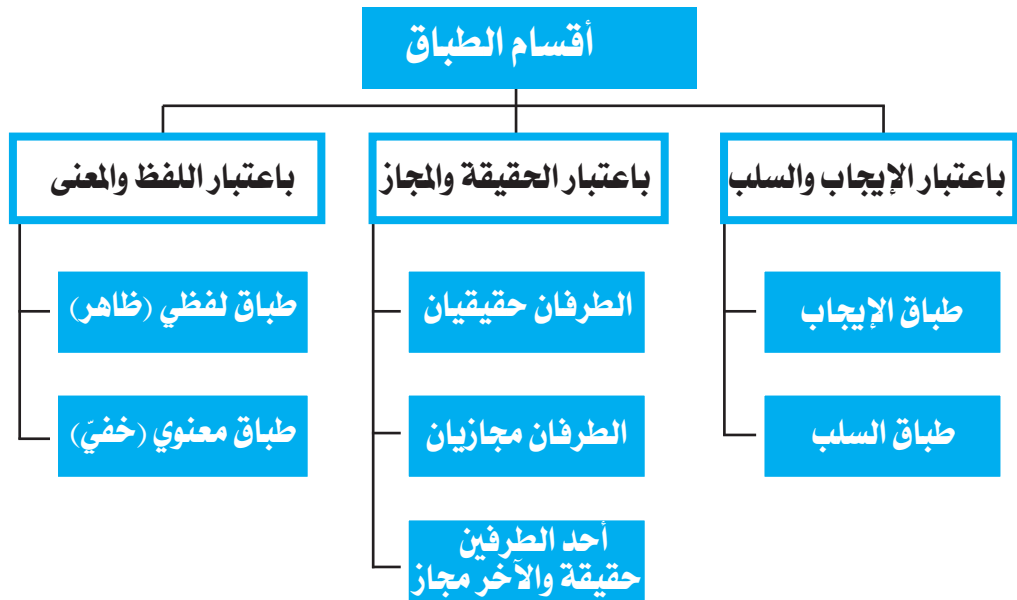 أقسام الطباق
باعتبار الإيجاب والسلب
طباق الإيجاب
طباق السلب
باعتبار الحقيقة والمجاز
الطرفان حقيقيان
الطرفان مجازيان
أحد الطرفين
حقيقة والآخر مجاز
باعتبار اللفظ والمعنى
طباق لفظي (ظاهر)
طباق معنوي (خفيّ)